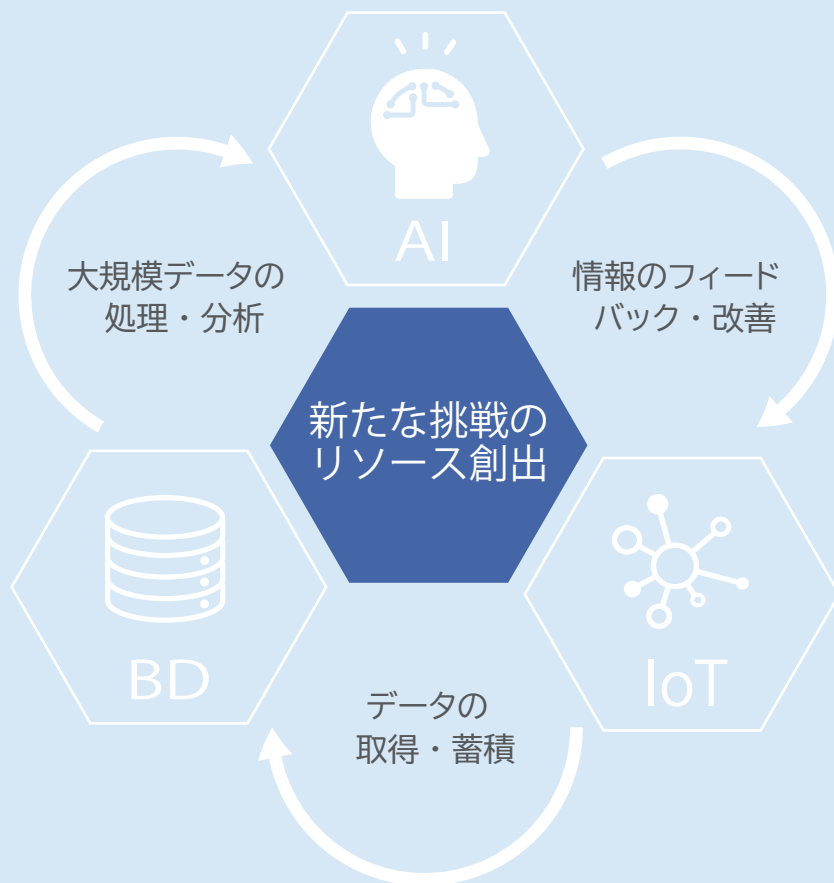 AI
大規模データの
処理・分析
情報のフィード
バック・改善
新たな挑戦の
リソース創出
BD
IoT
データの
取得・蓄積